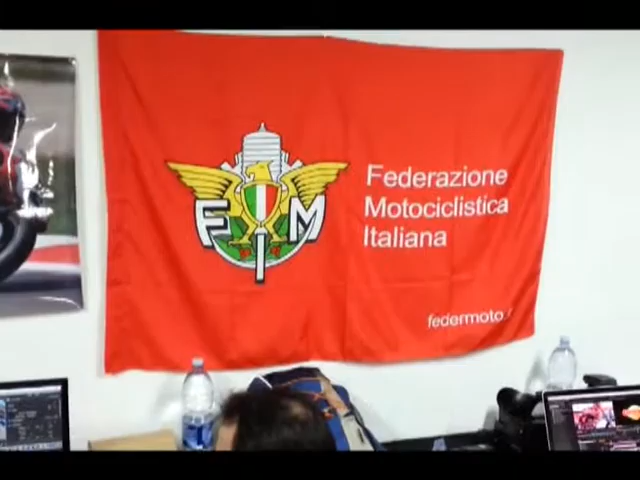 FIM
Federazione
Motociclistica
Italiana
federmoto.